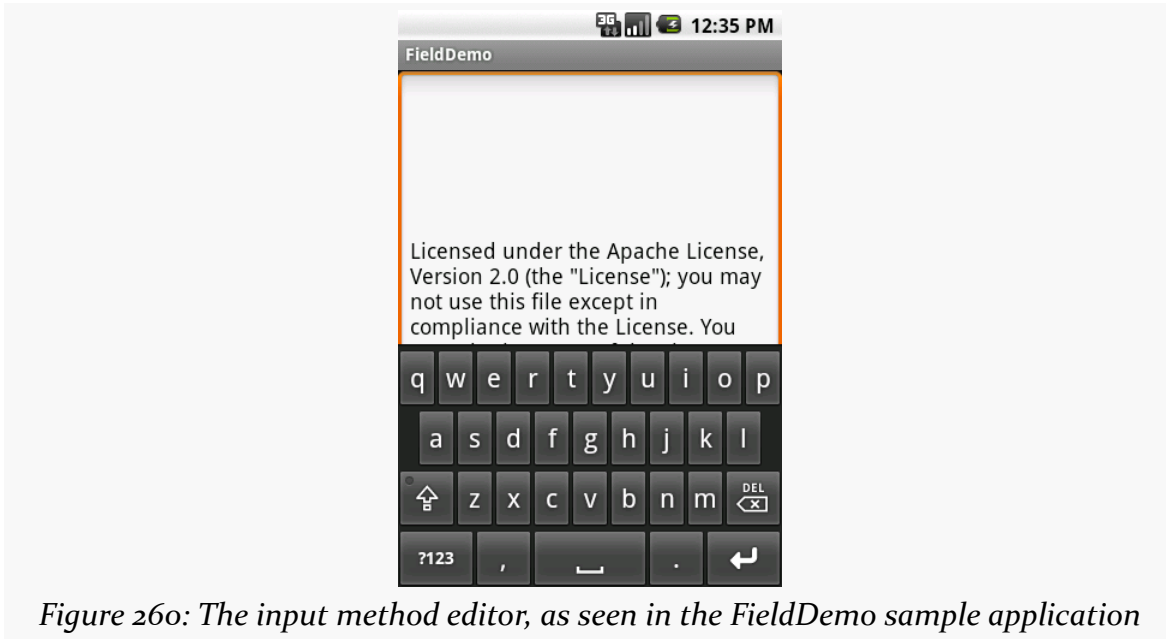 3G 12:35 PM
FieldDemo
Licensed under the Apache License,
Version 2.0 (the "License"); you may
not use this file except in
compliance with the License. You
q w e r t y u i o p
a s d f g h j k l
z x c v b n m DEL
?123 , .
Figure 260: The input method editor, as seen in the FieldDemo sample application